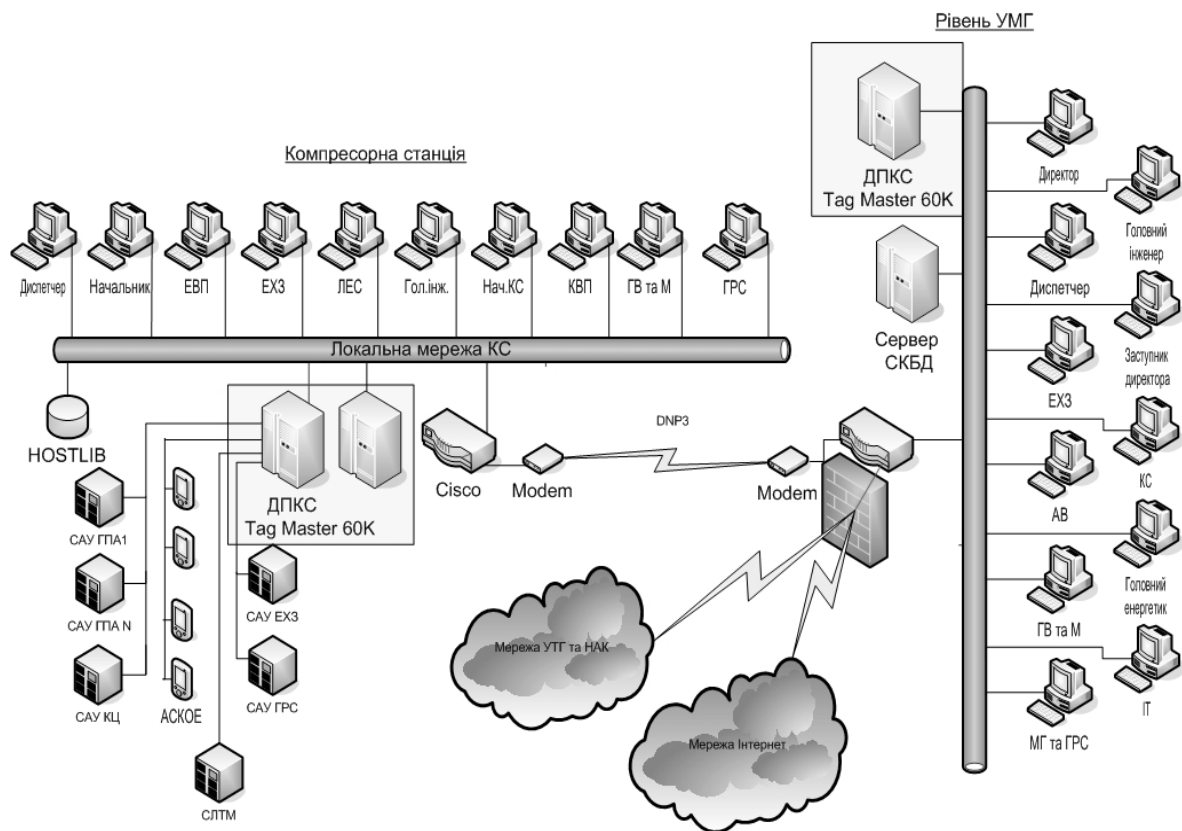 Рівень УМГ
ДПКС
Tag Master 60K
Директор
Головний
інженер
Диспетчер
Сервер
СКБД
Заступник
директора
ЕХЗ
КС
АВ
Головний
енергетик
ГВ та М
ІТ
МГ та ГРС
Компресорна станція
Диспетчер
Начальник
ЕВП
ЕХЗ
ЛЕС
Гол.інж.
Нач.КС
КВП
ГВ та М
ГРС
Локальна мережа КС
HOSTLIB
ДПКС
Tag Master 60K
Cisco
Modem
DNP3
Modem
САУ ГПА1
САУ ГПА N
САУ КЦ
АСКОЕ
САУ ЕХЗ
САУ ГРС
СЛТМ
Мережа УТГ та НАК
Мережа Інтернет